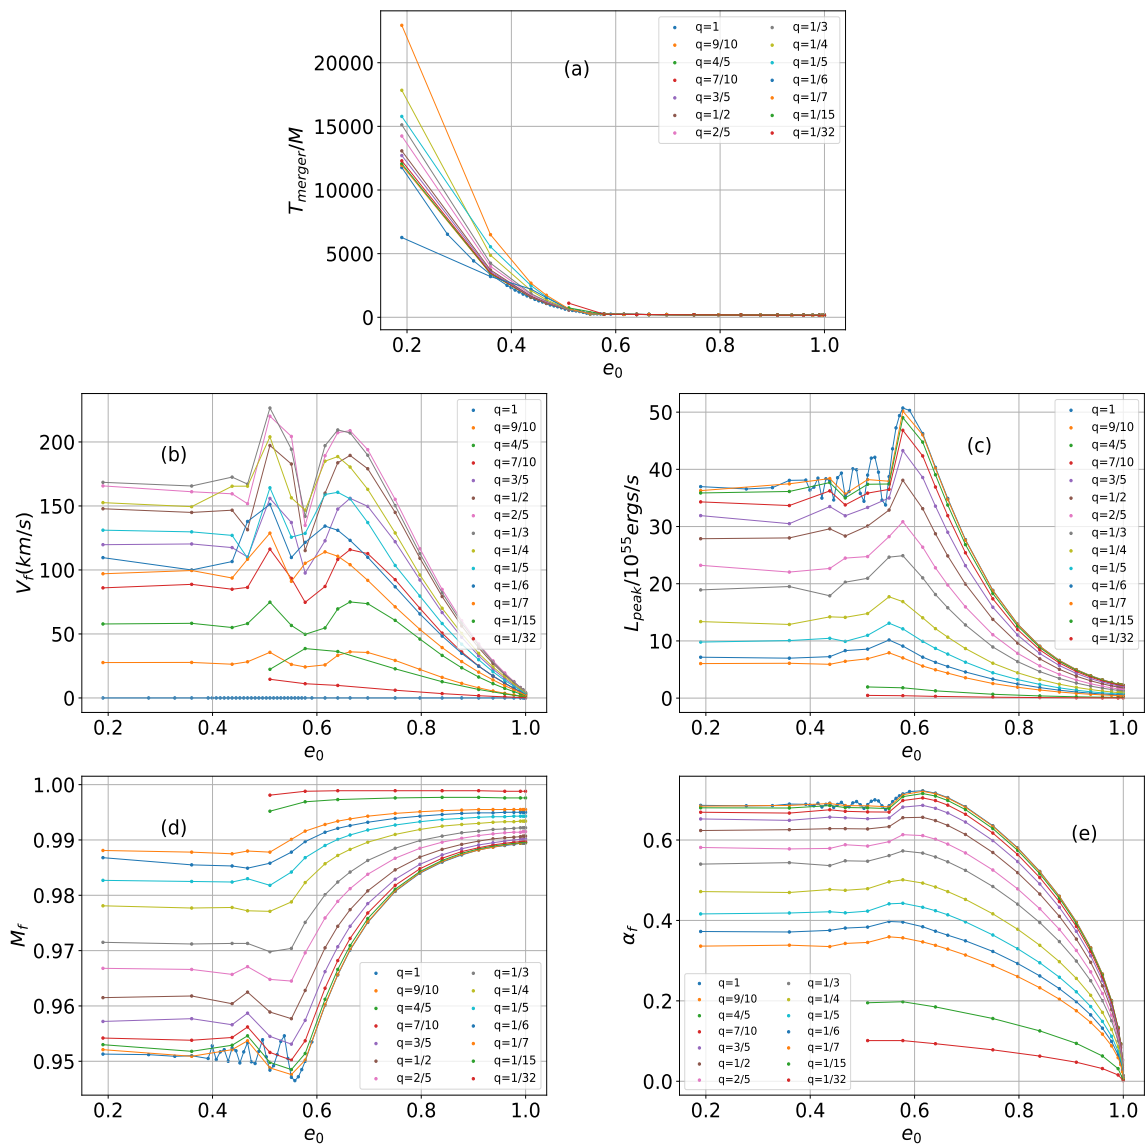 q=1 q=1/3
q=9/10 q=1/4
q=4/5 q=1/5
q=7/10 q=1/6
q=3/5 q=1/7
q=1/2 q=1/15
q=2/5 q=1/32
(a)
20000
15000
10000
5000
0
T_merger/M
0.2 0.4 0.6 0.8 1.0
e_0
q=1
q=9/10
q=4/5
q=7/10
q=3/5
q=1/2
q=2/5
q=1/3
q=1/4
q=1/5
q=1/6
q=1/7
q=1/15
q=1/32
(b)
200
150
100
50
0
V_f(km/s)
0.2 0.4 0.6 0.8 1.0
e_0
q=1
q=9/10
q=4/5
q=7/10
q=3/5
q=1/2
q=2/5
q=1/3
q=1/4
q=1/5
q=1/6
q=1/7
q=1/15
q=1/32
(c)
50
40
30
20
10
0
L_peak/10^55ergs/s
0.2 0.4 0.6 0.8 1.0
e_0
(d)
1.00
0.99
0.98
0.97
0.96
0.95
M_f
q=1 q=1/3
q=9/10 q=1/4
q=4/5 q=1/5
q=7/10 q=1/6
q=3/5 q=1/7
q=1/2 q=1/15
q=2/5 q=1/32
0.2 0.4 0.6 0.8 1.0
e_0
(e)
0.6
0.4
0.2
0.0
α_f
q=1 q=1/3
q=9/10 q=1/4
q=4/5 q=1/5
q=7/10 q=1/6
q=3/5 q=1/7
q=1/2 q=1/15
q=2/5 q=1/32
0.2 0.4 0.6 0.8 1.0
e_0